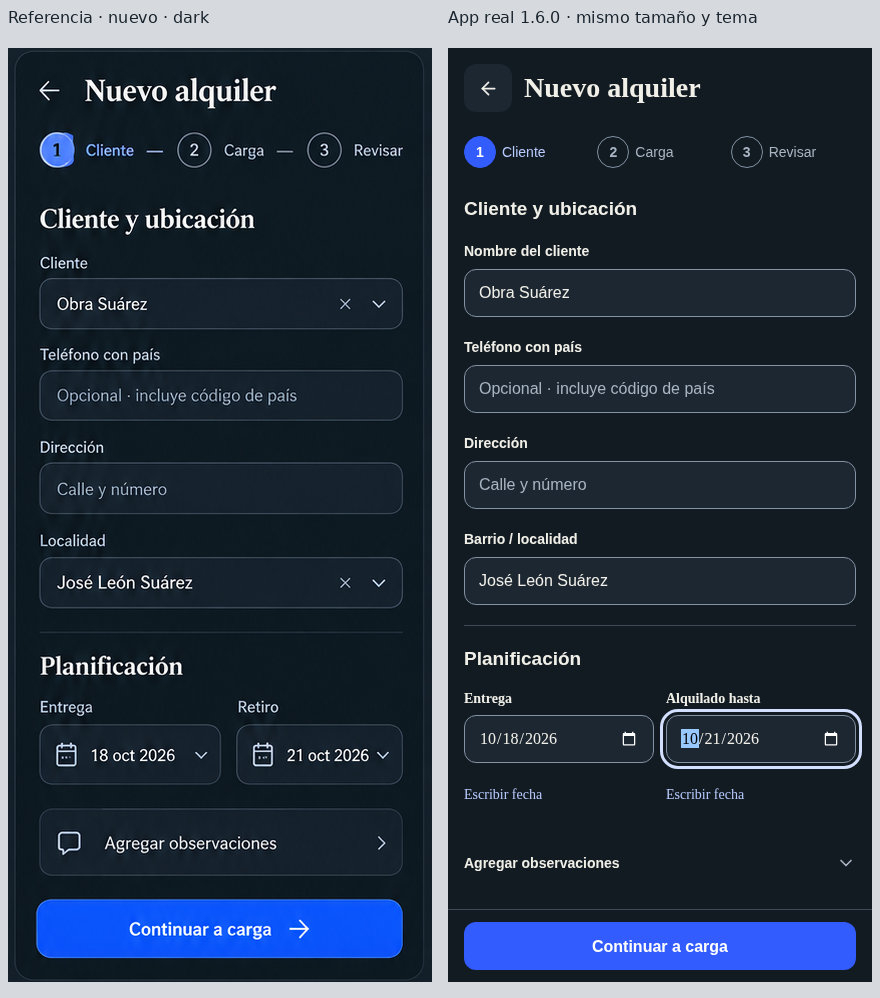 Referencia · nuevo · dark
Nuevo alquiler
1 Cliente — 2 Carga — 3 Revisar
Cliente y ubicación
Cliente
Obra Suárez
Teléfono con país
Opcional · incluye código de país
Dirección
Calle y número
Localidad
José León Suárez
Planificación
Entrega Retiro
18 oct 2026 21 oct 2026
Agregar observaciones
Continuar a carga →
App real 1.6.0 · mismo tamaño y tema
Nuevo alquiler
1 Cliente 2 Carga 3 Revisar
Cliente y ubicación
Nombre del cliente
Obra Suárez
Teléfono con país
Opcional · incluye código de país
Dirección
Calle y número
Barrio / localidad
José León Suárez
Planificación
Entrega Alquilado hasta
10/18/2026 10/21/2026
Escribir fecha Escribir fecha
Agregar observaciones
Continuar a carga